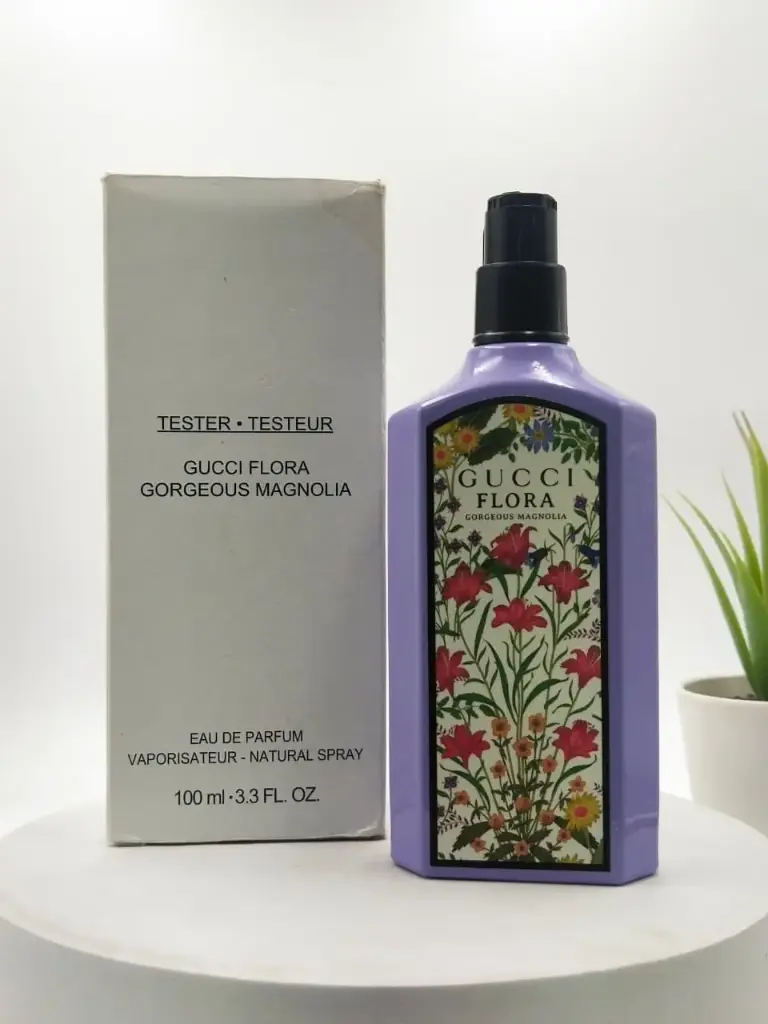 TESTER • TESTEUR
GUCCI FLORA
GORGEOUS MAGNOLIA
EAU DE PARFUM
VAPORISATEUR - NATURAL SPRAY
100 ml • 3.3 FL. OZ.
GUCCI
FLORA
GORGEOUS MAGNOLIA